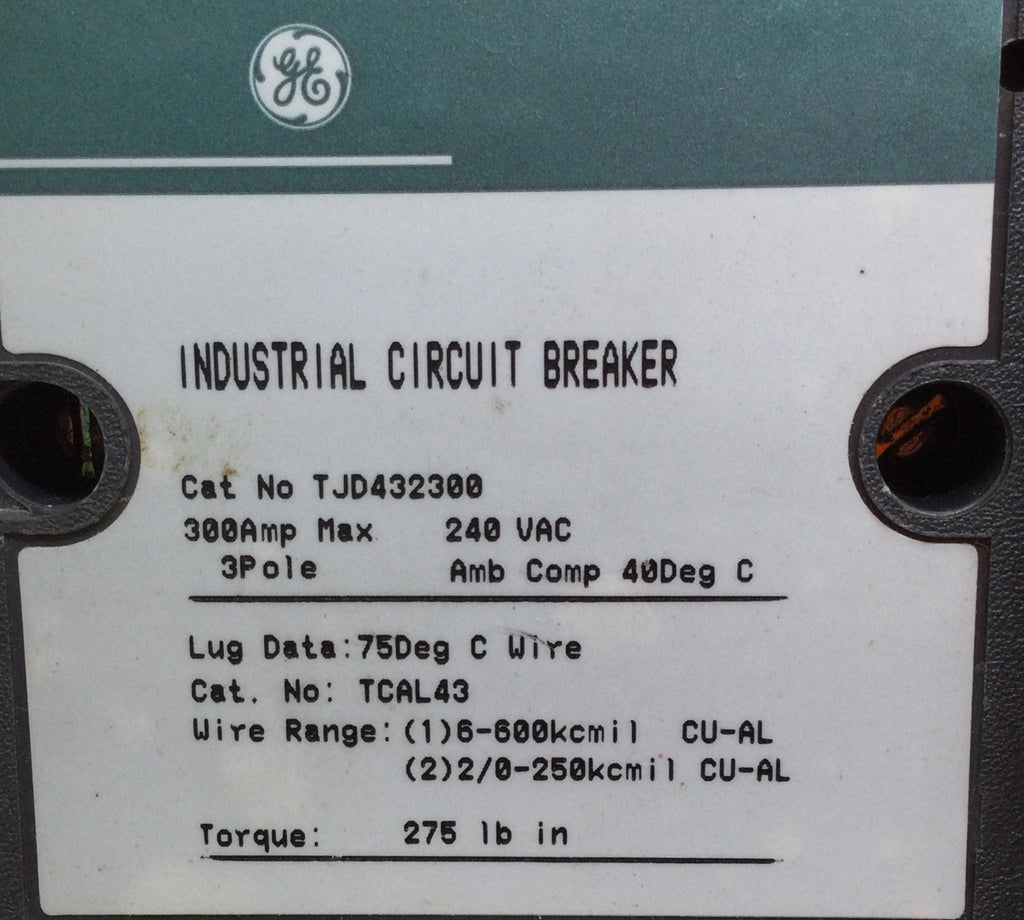 GE
INDUSTRIAL CIRCUIT BREAKER
Cat No TJD432300
300Amp Max 240 VAC
3Pole Amb Comp 40Deg C
Lug Data:75Deg C Wire
Cat. No: TCAL43
Wire Range:(1)6-600kcmil CU-AL
(2)2/0-250kcmil CU-AL
Torque: 275 lb in